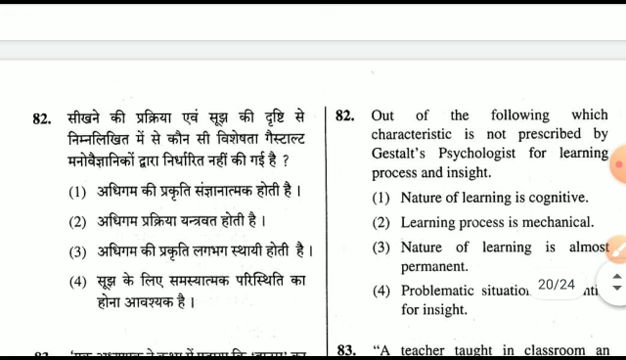 82. सीखने की प्रक्रिया एवं सूझ की दृष्टि से
निम्नलिखित में से कौन सी विशेषता गैस्टाल्ट
मनोवैज्ञानिकों द्वारा निर्धारित नहीं की गई है ?
(1) अधिगम की प्रकृति संज्ञानात्मक होती है ।
(2) अधिगम प्रक्रिया यन्त्रवत होती है ।
(3) अधिगम की प्रकृति लगभग स्थायी होती है ।
(4) सूझ के लिए समस्यात्मक परिस्थिति का
होना आवश्यक है ।
82. Out of the following which
characteristic is not prescribed by
Gestalt's Psychologist for learning
process and insight.
(1) Nature of learning is cognitive.
(2) Learning process is mechanical.
(3) Nature of learning is almost
permanent.
(4) Problematic
for insight.
20/24
83. "A teacher taught in classroom an